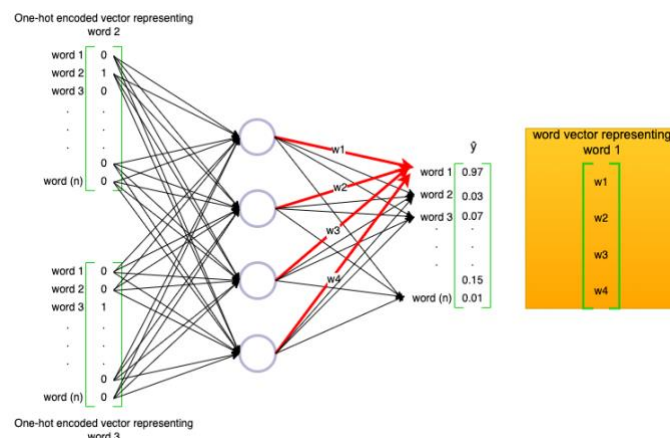 One-hot encoded vector representing
word 2
word 1 0
word 2 1
word 3 0
. .
. .
. .
0
word (n) 0
word 1 0
word 2 0
word 3 1
. .
. .
. .
0
word (n) 0
One-hot encoded vector representing
word 3
w1
w2
w3
w4
ŷ
word 1 0.97
word 2 0.03
word 3 0.07
. .
. .
. .
0.15
word (n) 0.01
word vector representing
word 1
w1
w2
w3
w4